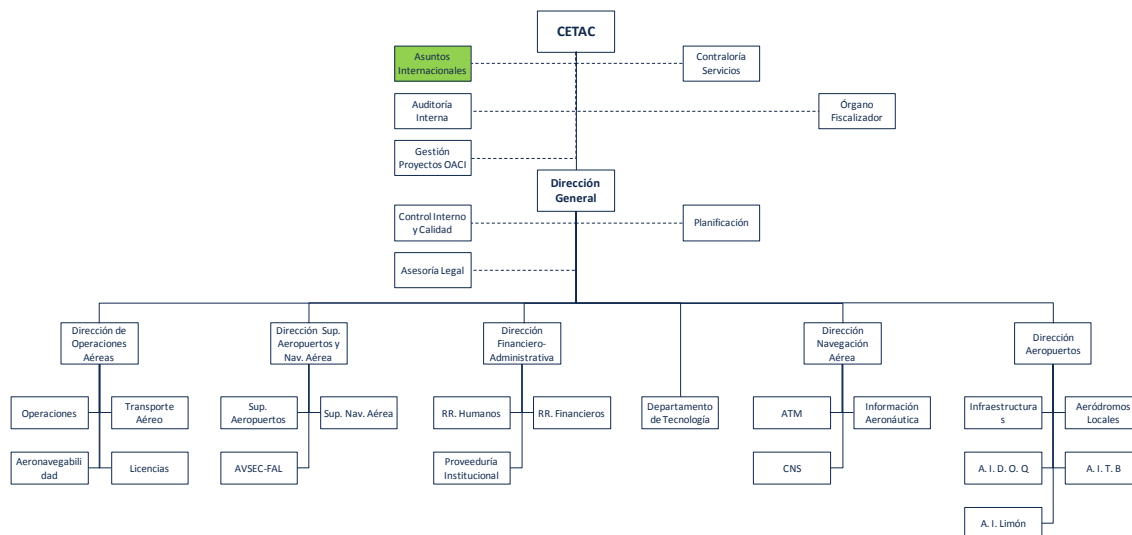 CETAC
Asuntos
Internacionales
Contraloría
Servicios
Auditoría
Interna
Órgano
Fiscalizador
Gestión
Proyectos OACI
Dirección
General
Control Interno
y Calidad
Planificación
Asesoría Legal
Dirección de
Operaciones
Aéreas
Dirección Sup.
Aeropuertos y
Nav. Aérea
Dirección
Financiero-
Administrativa
Dirección
Navegación
Aérea
Dirección
Aeropuertos
Operaciones
Transporte
Aéreo
Sup.
Aeropuertos
Sup. Nav. Aérea
RR. Humanos
RR. Financieros
Departamento
de Tecnología
ATM
Información
Aeronáutica
Infraestructura
s
Aeródromos
Locales
Aeronavegabili
dad
Licencias
AVSEC-FAL
Proveeduría
Institucional
CNS
A. I. D. O. Q
A. I. T. B
A. I. Limón